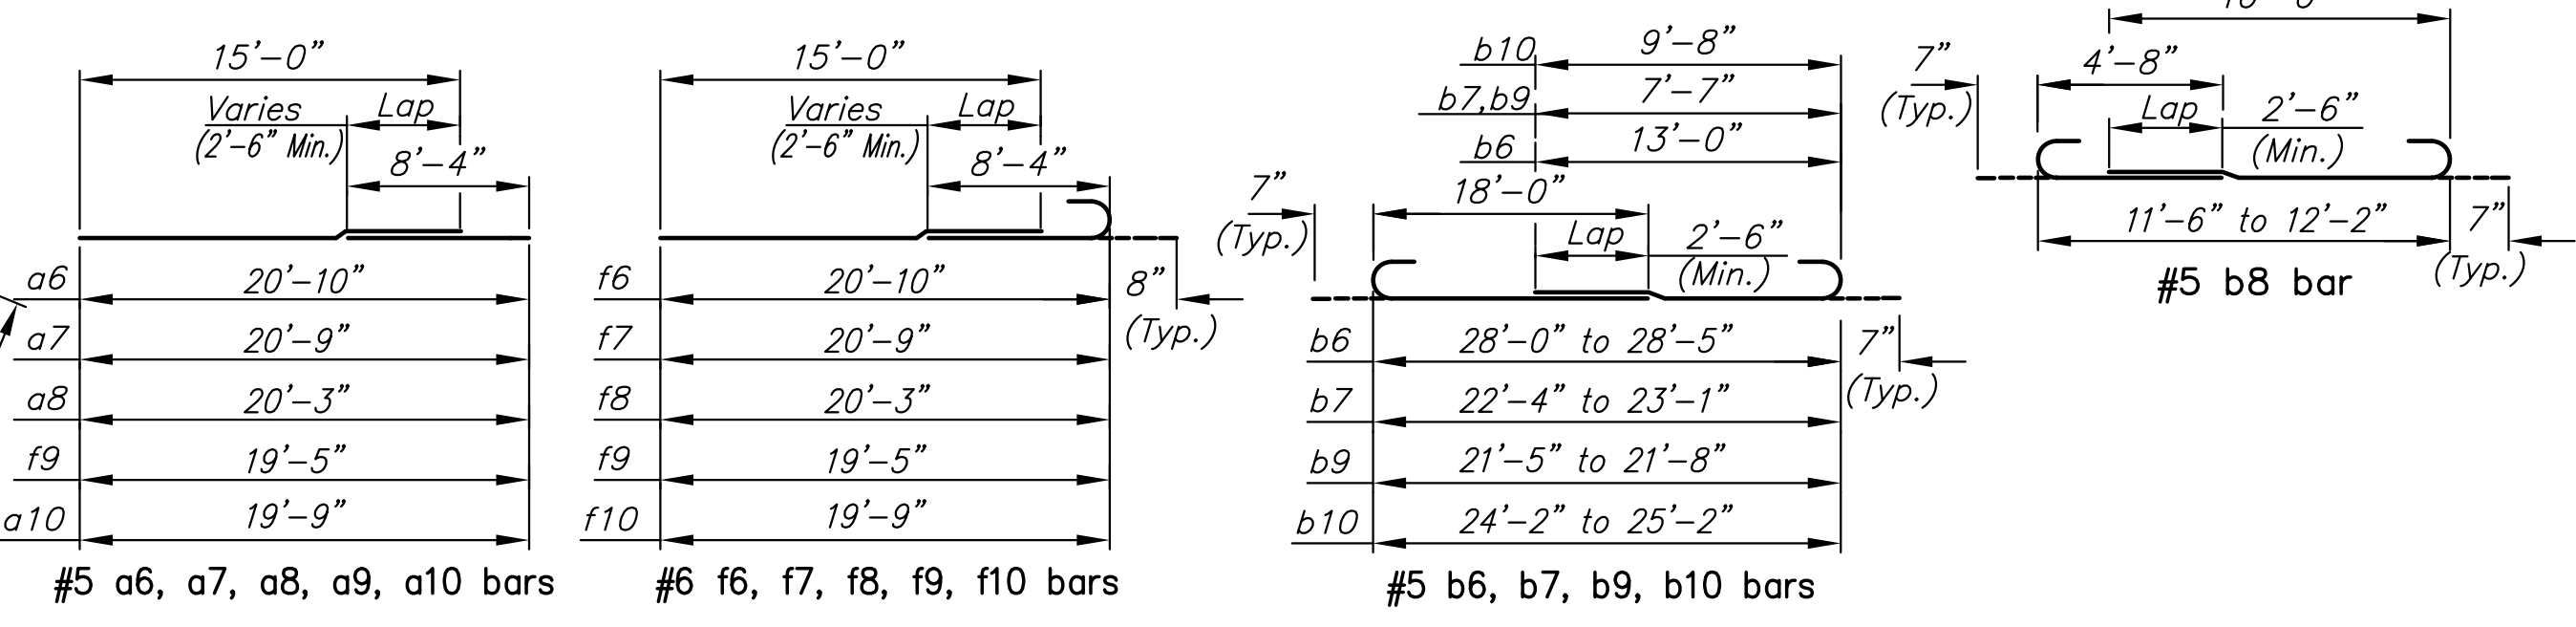 15'-0"
Varies
Lap
(2'-6" Min.)
8'-4"
a6 20'-10"
a7 20'-9"
a8 20'-3"
f9 19'-5"
a10 19'-9"
#5 a6, a7, a8, a9, a10 bars
15'-0"
Varies
Lap
(2'-6" Min.)
8'-4"
f6 20'-10"
8"
(Typ.)
f7 20'-9"
f8 20'-3"
f9 19'-5"
f10 19'-9"
#6 f6, f7, f8, f9, f10 bars
b10 9'-8"
b7,b9 7'-7"
b6 13'-0"
7"
(Typ.)
18'-0"
Lap
2'-6"
(Min.)
b6 28'-0" to 28'-5"
7"
(Typ.)
b7 22'-4" to 23'-1"
b9 21'-5" to 21'-8"
b10 24'-2" to 25'-2"
#5 b6, b7, b9, b10 bars
7"
(Typ.)
4'-8"
Lap
2'-6"
(Min.)
11'-6" to 12'-2"
7"
(Typ.)
#5 b8 bar